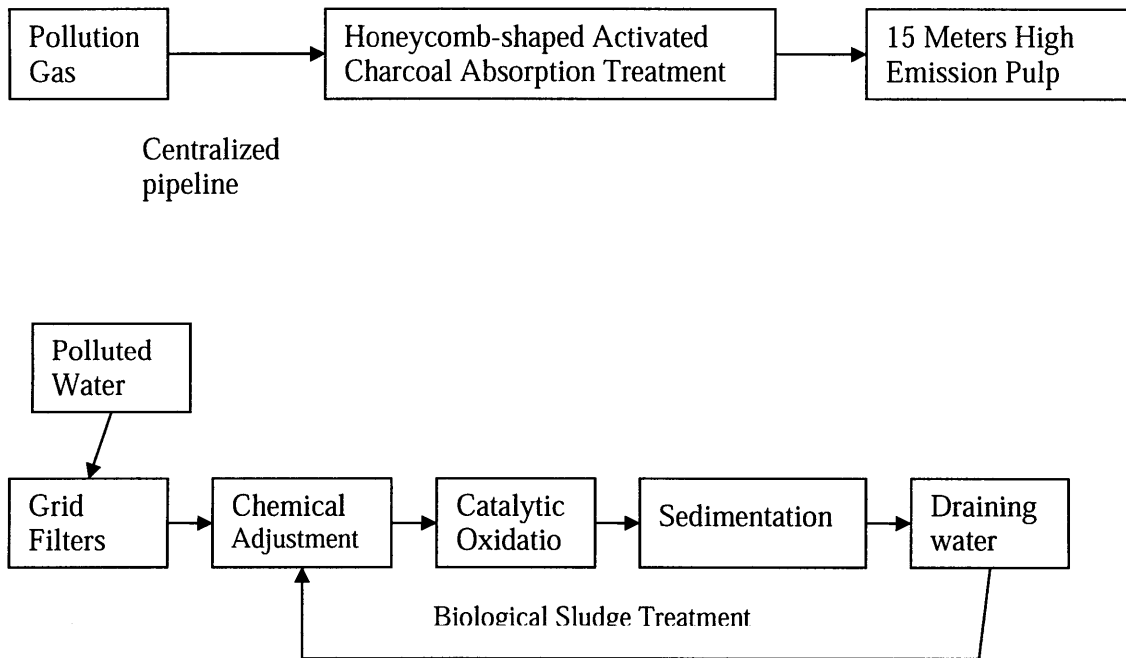 Pollution
Gas
Honeycomb-shaped Activated
Charcoal Absorption Treatment
15 Meters High
Emission Pulp
Centralized
pipeline
Polluted
Water
Grid
Filters
Chemical
Adjustment
Catalytic
Oxidatio
Sedimentation
Draining
water
Biological Sludge Treatment